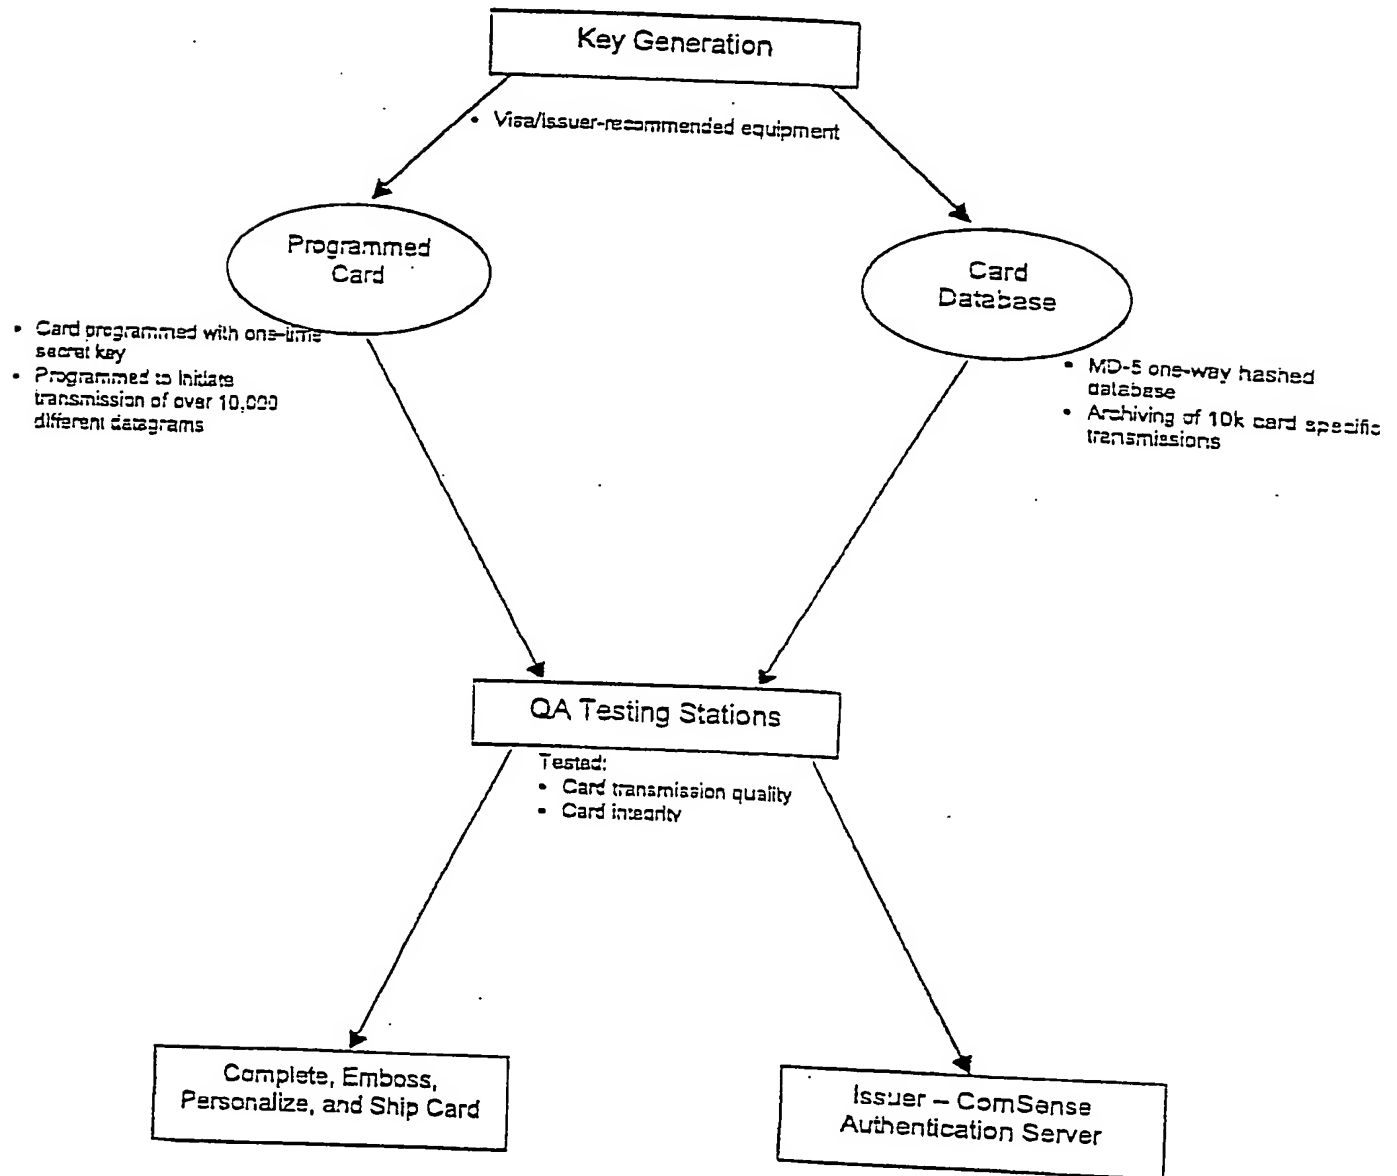 Key Generation
• Visa/issuer-recommended equipment
Programmed
Card
Card
Database
• Card programmed with one-time
secret key
• Programmed to initiate
transmission of over 10,000
different datagrams
• MD-5 one-way hashed
database
• Archiving of 10k card specific
transmissions
QA Testing Stations
Tested:
• Card transmission quality
• Card integrity
Complete, Emboss,
Personalize, and Ship Card
Issuer – ComSense
Authentication Server